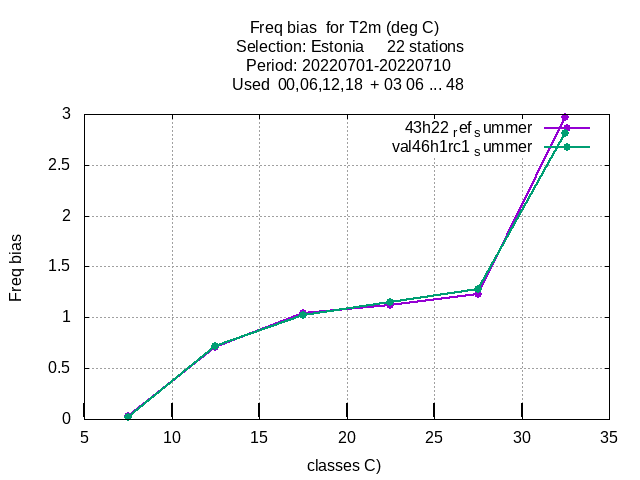 Freq bias  for T2m (deg C)
Selection: Estonia     22 stations
Period: 20220701-20220710
Used  00,06,12,18  + 03 06 ... 48
43h22 ref summer
val46h1rc1 summer
3
2.5
2
1.5
1
0.5
0
Freq bias
5 10 15 20 25 30 35
classes C)